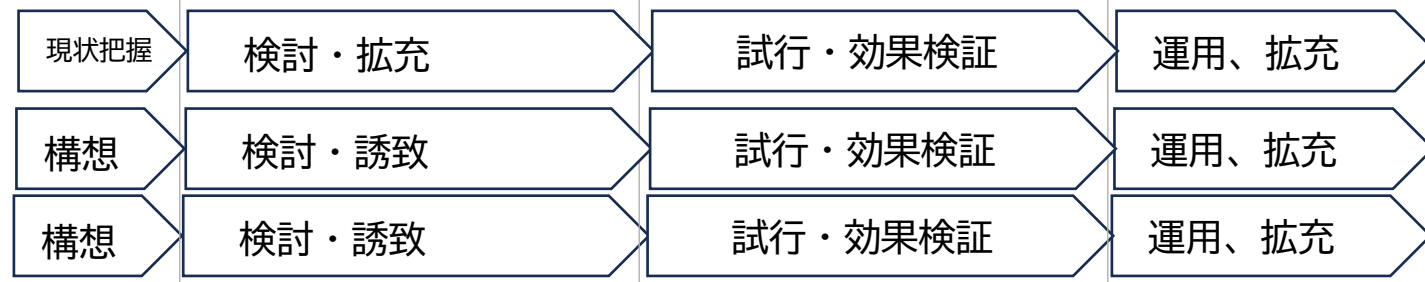 現状把握 検討・拡充 試行・効果検証 運用、拡充
構想 検討・誘致 試行・効果検証 運用、拡充
構想 検討・誘致 試行・効果検証 運用、拡充